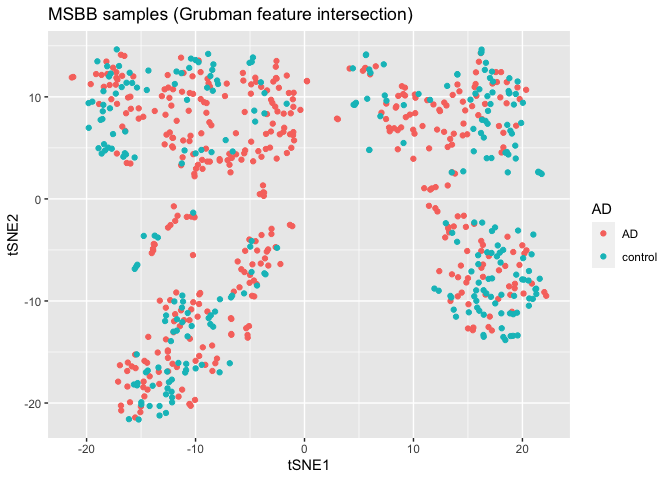 MSBB samples (Grubman feature intersection)
10
0
-10
-20
tSNE2
-20
-10
0
10
20
tSNE1
AD
AD
control